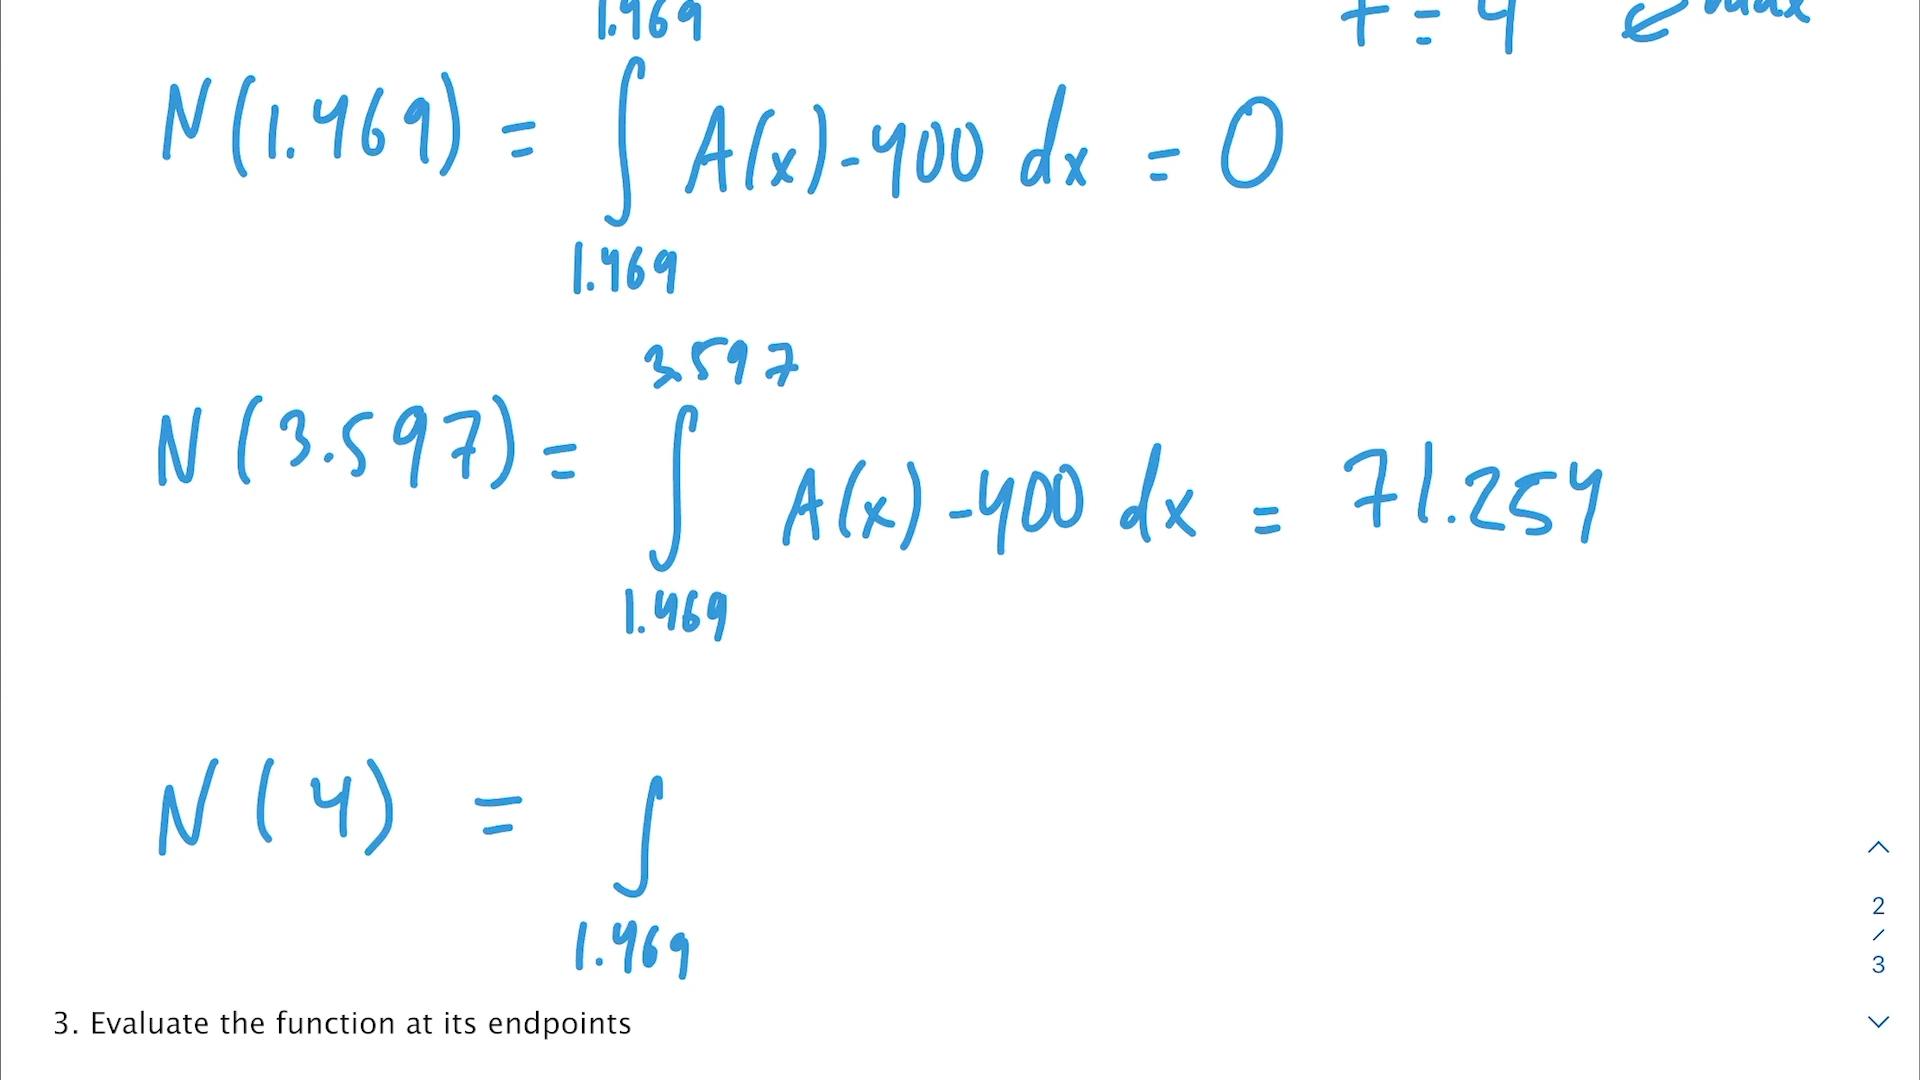 1.469
t = 4 max
N(1.469) = ∫ A(x)-400 dx = 0
1.469
3.597
N(3.597) = ∫ A(x)-400 dx = 71.254
1.469
N(4) = ∫
1.469
2
/
3
3. Evaluate the function at its endpoints